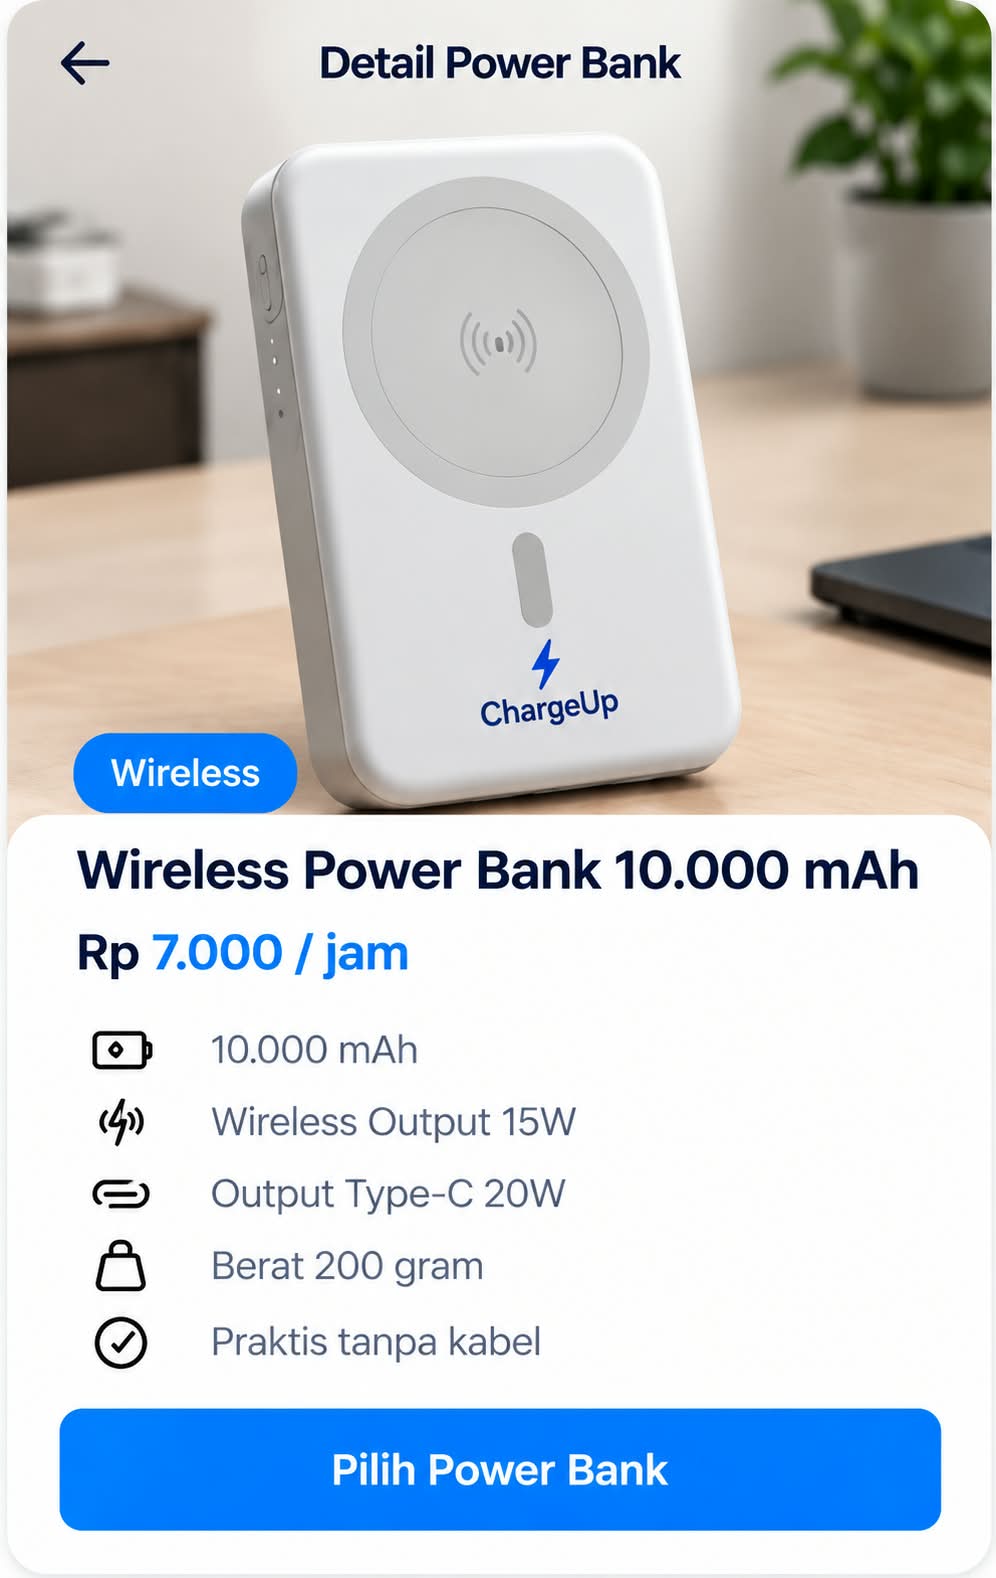 Detail Power Bank
ChargeUp
Wireless
Wireless Power Bank 10.000 mAh
Rp 7.000 / jam
10.000 mAh
Wireless Output 15W
Output Type-C 20W
Berat 200 gram
Praktis tanpa kabel
Pilih Power Bank